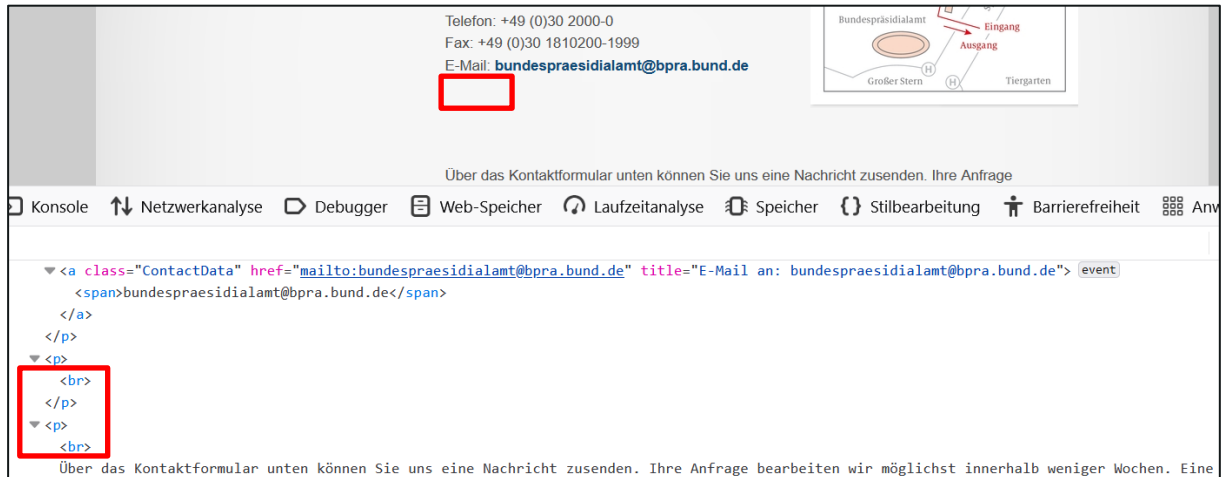 Telefon: +49 (0)30 2000-0
Fax: +49 (0)30 1810200-1999
E-Mail: bundespraesidialamt@bpra.bund.de
Bundespräsidialamt
Eingang
Ausgang
H
Großer Stern
H
Tiergarten
Über das Kontaktformular unten können Sie uns eine Nachricht zusenden. Ihre Anfrage
Konsole Netzwerkanalyse Debugger Web-Speicher Laufzeitanalyse Speicher {} Stilbearbeitung Barrierefreiheit Anw
<a class="ContactData" href="mailto:bundespraesidialamt@bpra.bund.de" title="E-Mail an: bundespraesidialamt@bpra.bund.de"> event
<span>bundespraesidialamt@bpra.bund.de</span>
</a>
</p>
<p>
<br>
</p>
<p>
<br>
Über das Kontaktformular unten können Sie uns eine Nachricht zusenden. Ihre Anfrage bearbeiten wir möglichst innerhalb weniger Wochen. Eine